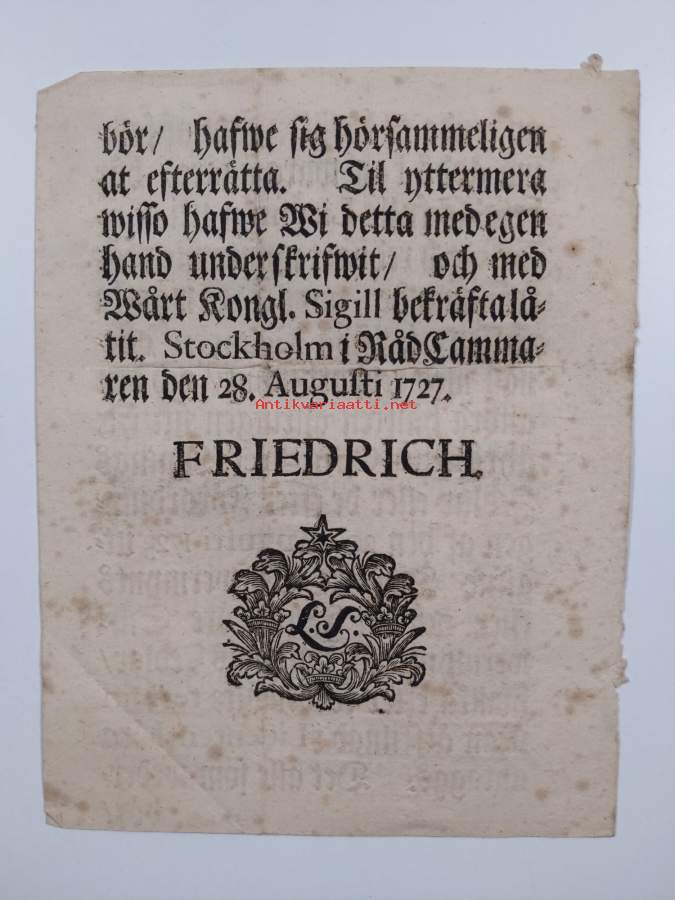 bör/ hafwe sig hörsammeligen
at efterrätta. Til yttermera
wisso hafwe Wi detta med egen
hand underskrifwit/ och med
Wårt Kongl. Sigill bekräfta lå-
tit. Stockholm i RådCamma-
ren den 28. Augusti 1727.
Antikvariaatti.net
FRIEDRICH.
L.S.